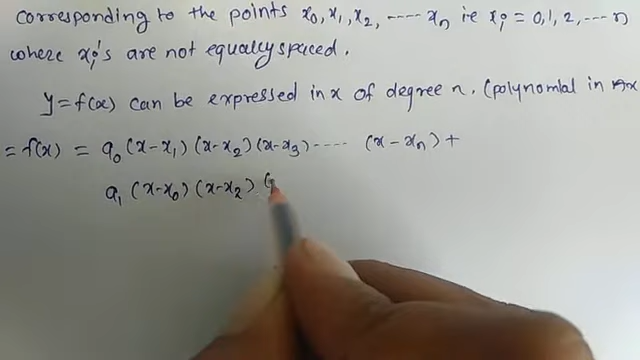 corresponding to the points x₀, x₁, x₂, ---- xₙ ie xᵢ = 0,1, 2, --- n
where xᵢ's are not equally spaced.
y=f(x) can be expressed in x of degree n. (polynomial in x
= f(x) = a₀ (x-x₁) (x-x₂) (x-x₃) ---- (x-xₙ) +
a₁ (x-x₀) (x-x₂) (